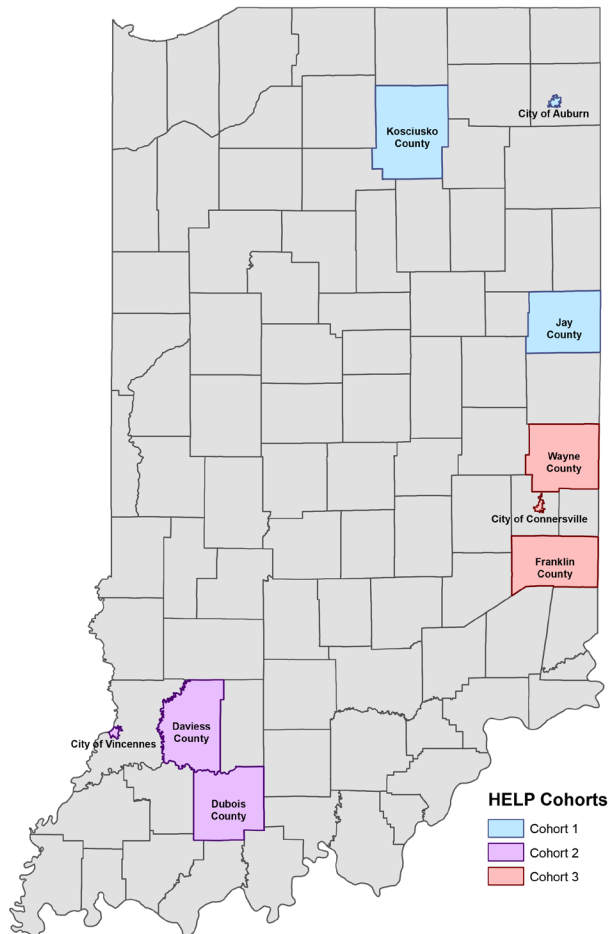 City of Auburn
Kosciusko
County
Jay
County
Wayne
County
City of Connersville
Franklin
County
Daviess
County
City of Vincennes
Dubois
County
HELP Cohorts
Cohort 1
Cohort 2
Cohort 3